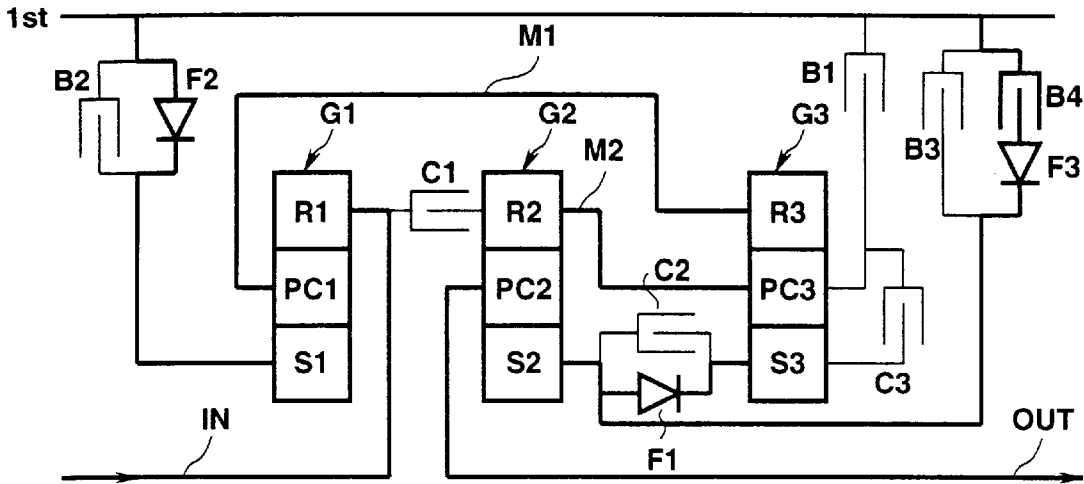 1st
M1
B2
F2
B1
B4
G1
G2
G3
B3
F3
C1
M2
R1
R2
R3
PC1
PC2
C2
PC3
S1
S2
S3
C3
IN
F1
OUT